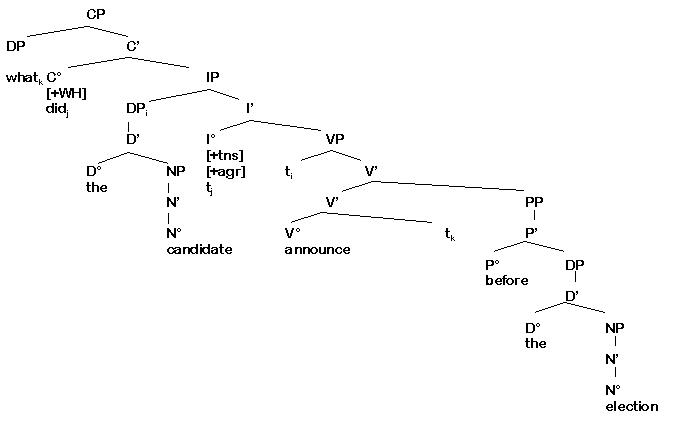 CP
DP C’
whatk C° IP
[+WH]
didj DPi I’
D’ I° VP
[+tns]
D° NP [+agr] ti V’
the tj
N’ V’ PP
N° V° tk P’
candidate announce
P° DP
before
D’
D° NP
the
N’
N°
election